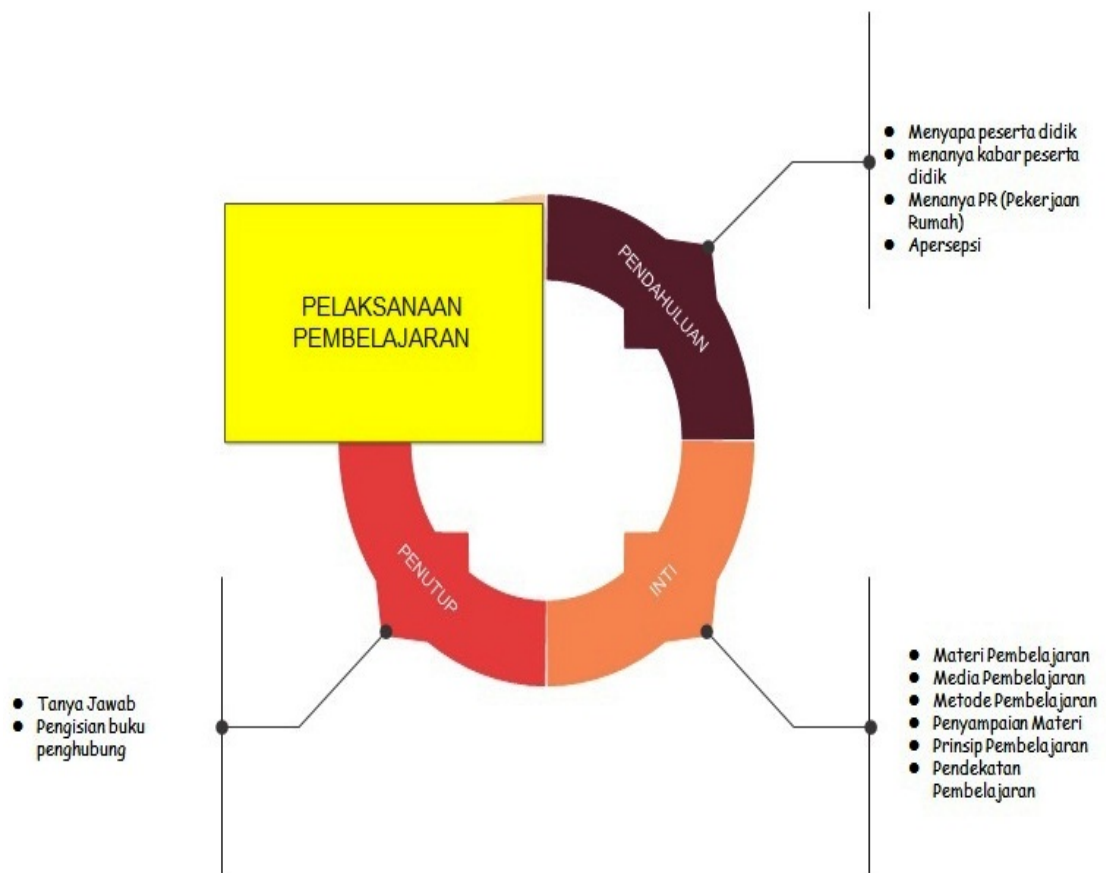 PELAKSANAAN
PEMBELAJARAN
PENDAHULUAN
● Menyapa peserta didik
● menanya kabar peserta
didik
● Menanya PR (Pekerjaan
Rumah)
● Apersepsi
INTI
● Materi Pembelajaran
● Media Pembelajaran
● Metode Pembelajaran
● Penyampaian Materi
● Prinsip Pembelajaran
● Pendekatan
Pembelajaran
PENUTUP
● Tanya Jawab
● Pengisian buku
penghubung